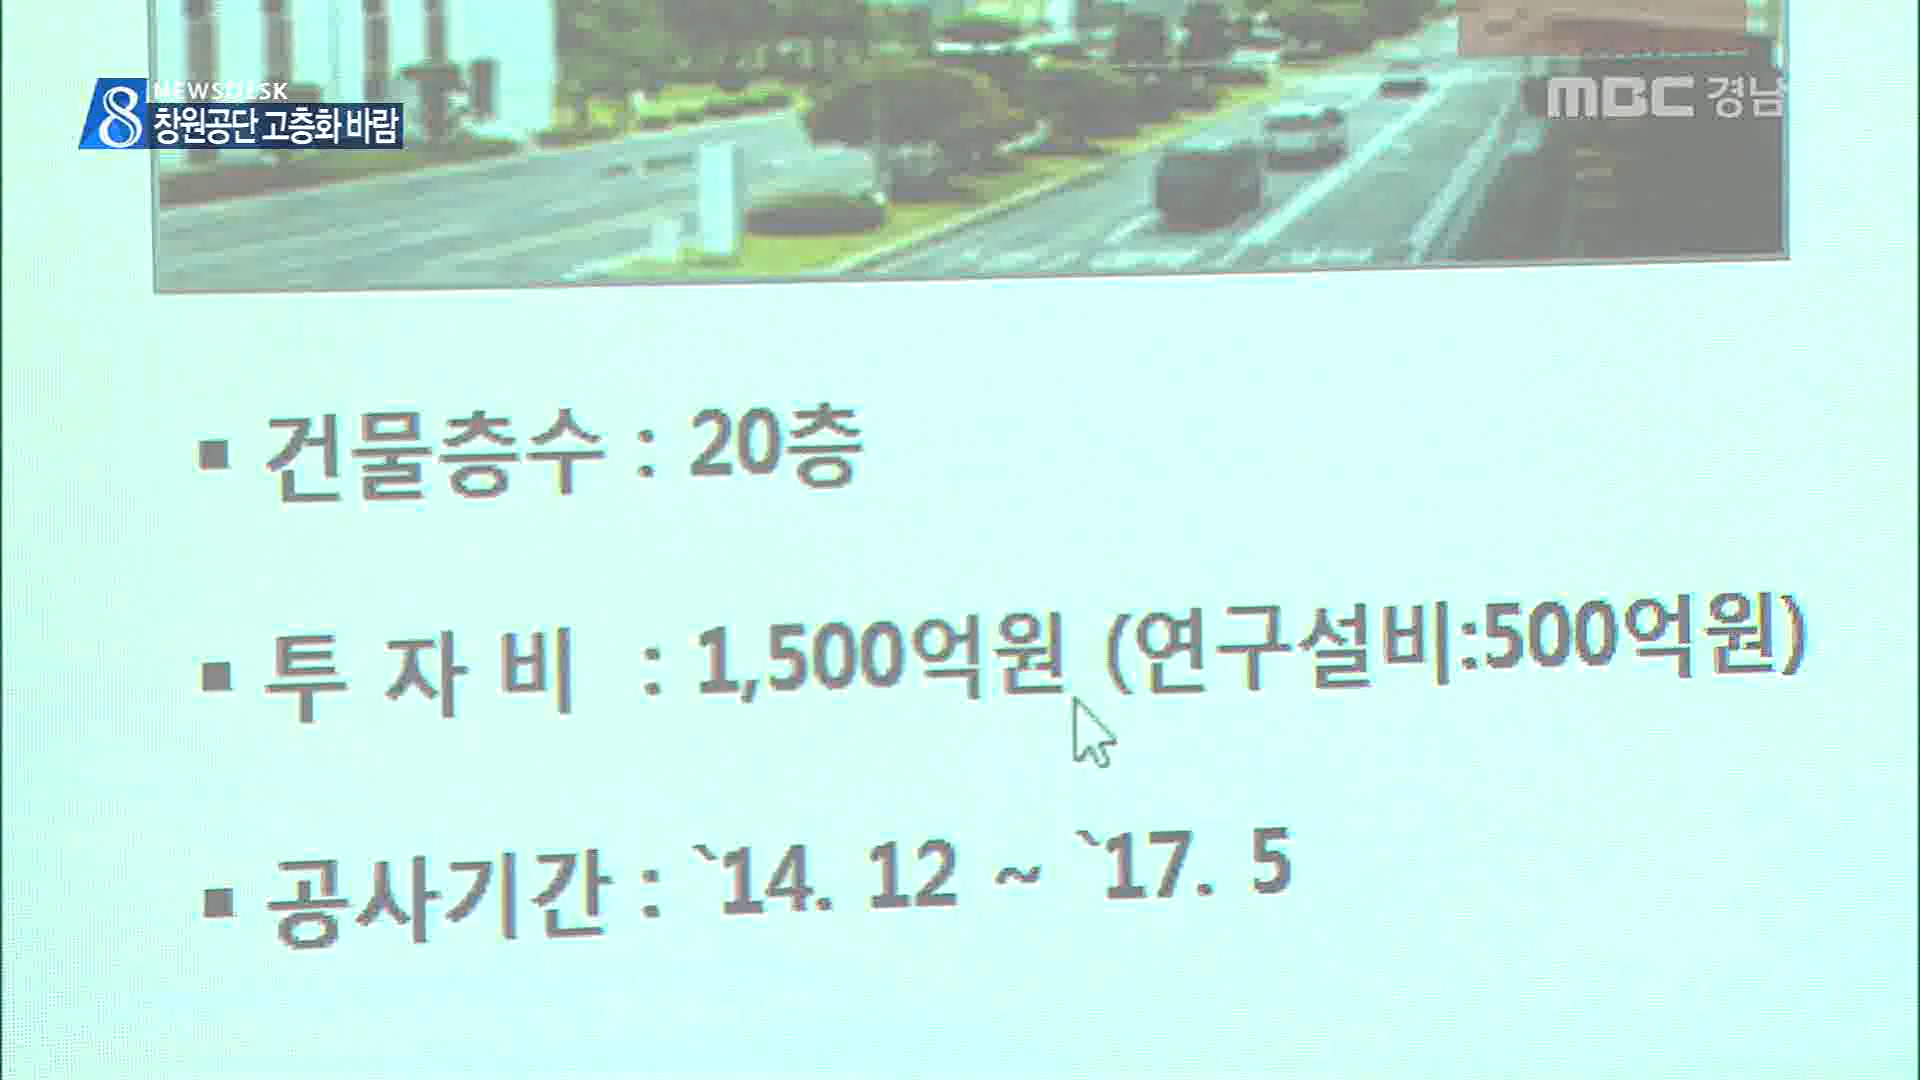 8 NEWSDESK
창원공단 고층화 바람
MBC 경남
▪ 건물층수 : 20층
▪ 투 자 비 : 1,500억원 (연구설비:500억원)
▪ 공사기간 : `14. 12 ~ `17. 5